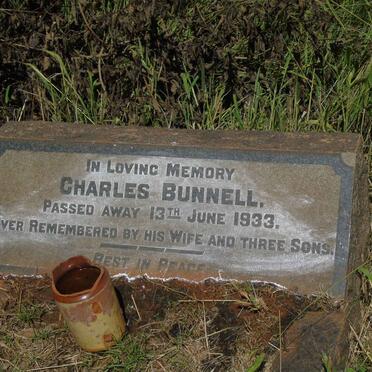 In Loving Memory
Charles Bunnell.
Passed away 13th June 1933.
ver Remembered by his Wife and three Sons.
Rest in Peace